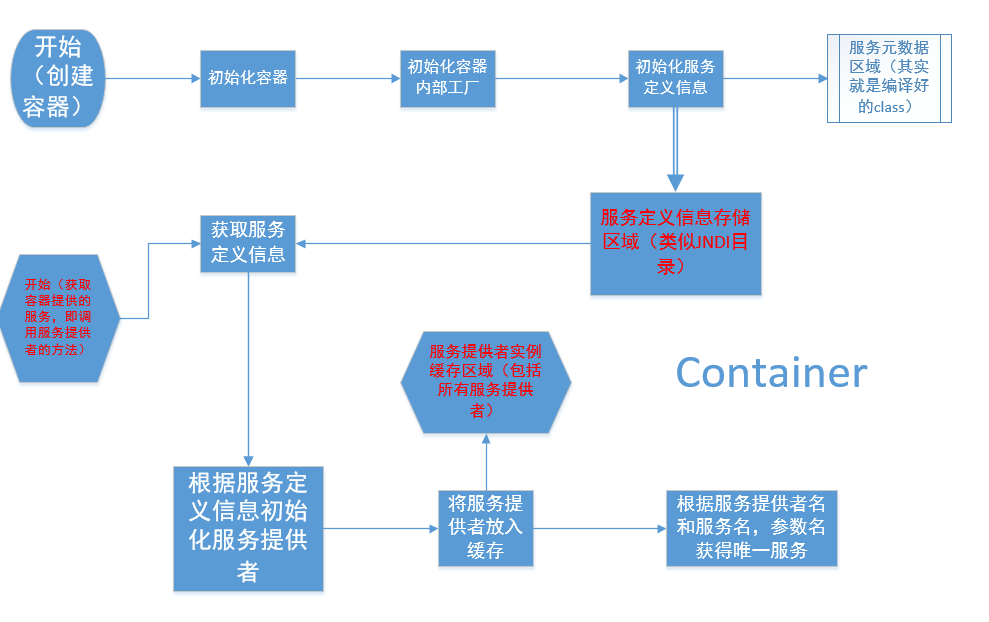 开始
（创建
容器）
初始化容器
初始化容器
内部工厂
初始化服务
定义信息
服务元数据
区域（其实
就是编译好
的class）
服务定义信息存储
区域（类似JNDI目
录）
获取服务
定义信息
开始（获取
容器提供的
服务，即调
用服务提供
者的方法）
服务提供者实例
缓存区域（包括
所有服务提供
者）
Container
根据服务定
义信息初始
化服务提供
者
将服务提
供者放入
缓存
根据服务提供者名
和服务名，参数名
获得唯一服务